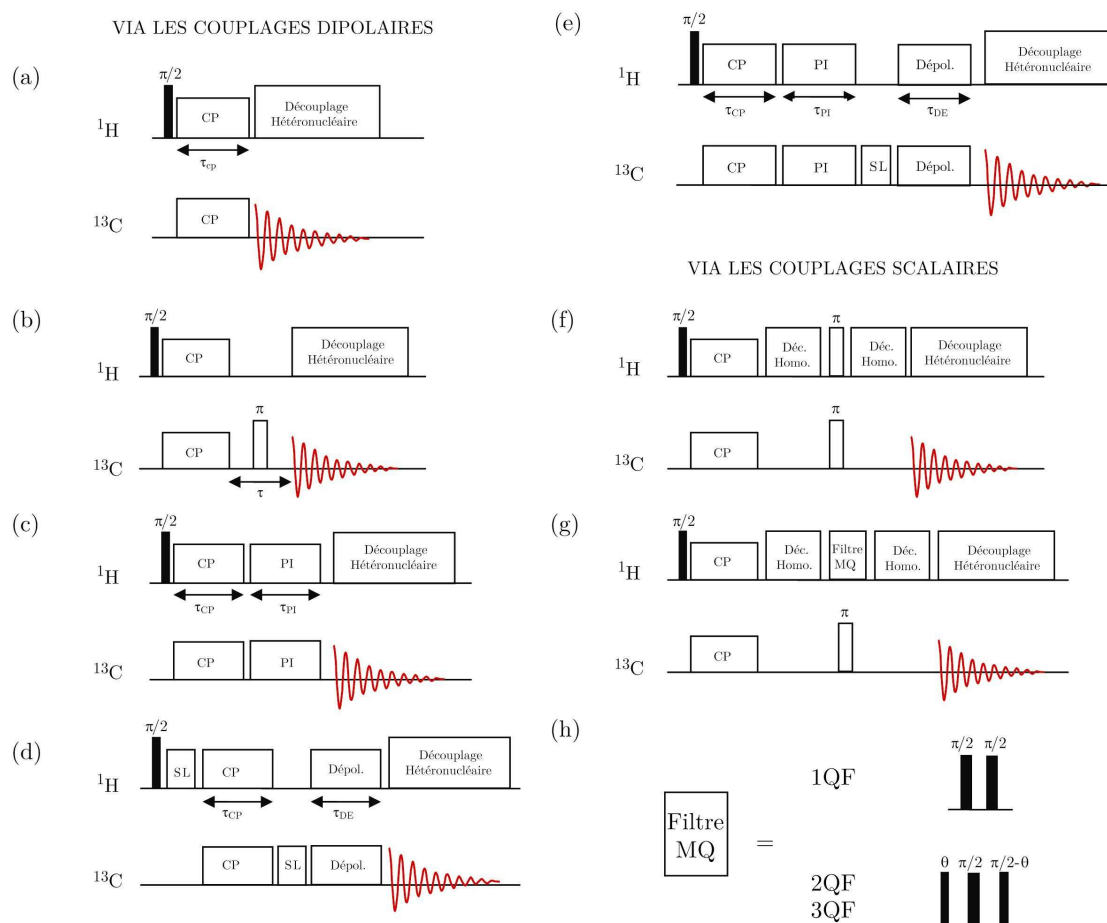 VIA LES COUPLAGES DIPOLAIRES
(a)
π/2
¹H
CP
Découplage
Hétéronucléaire
τcp
¹³C
CP
(b)
π/2
¹H
CP
Découplage
Hétéronucléaire
π
¹³C
CP
τ
(c)
π/2
¹H
CP
PI
Découplage
Hétéronucléaire
τCP
τPI
¹³C
CP
PI
(d)
π/2
¹H
SL
CP
Dépol.
Découplage
Hétéronucléaire
τCP
τDE
¹³C
CP
SL
Dépol.
(e)
π/2
¹H
CP
PI
Dépol.
Découplage
Hétéronucléaire
τCP
τPI
τDE
¹³C
CP
PI
SL
Dépol.
VIA LES COUPLAGES SCALAIRES
(f)
π/2
π
¹H
CP
Déc.
Homo.
Déc.
Homo.
Découplage
Hétéronucléaire
π
¹³C
CP
(g)
π/2
¹H
CP
Déc.
Homo.
Filtre
MQ
Déc.
Homo.
Découplage
Hétéronucléaire
π
¹³C
CP
(h)
Filtre
MQ
=
1QF
π/2 π/2
2QF
3QF
θ π/2 π/2-θ